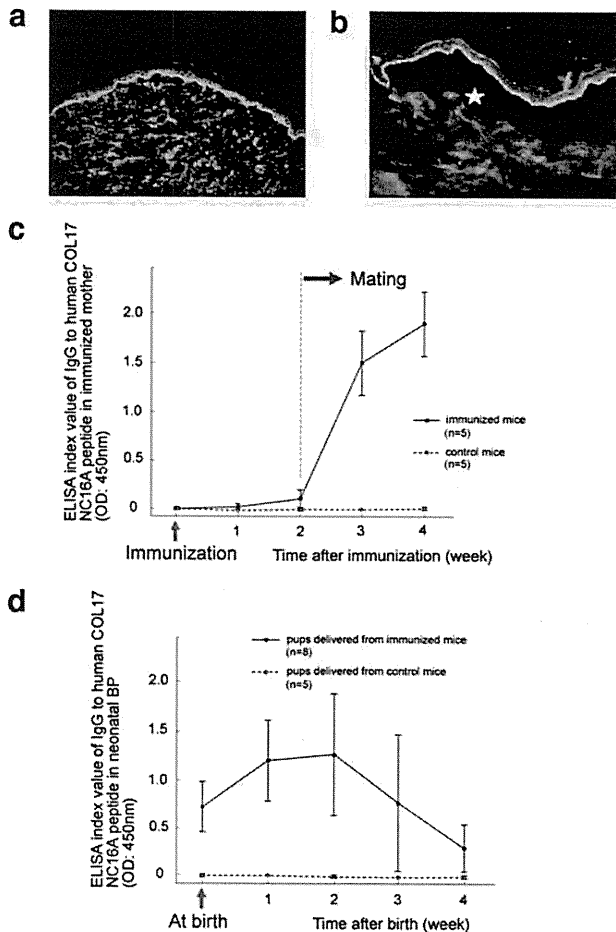 a
b
c
ELISA index value of IgG to human COL17
NC16A peptide in immunized mother
(OD: 450nm)
2.0
1.5
1.0
0.5
0
Mating
immunized mice
(n=5)
control mice
(n=5)
1
2
3
4
Immunization
Time after immunization (week)
d
ELISA index value of IgG to human COL17
NC16A peptide in neonatal BP
(OD: 450nm)
2.0
1.5
1.0
0.5
0
pups delivered from immunized mice
(n=8)
pups delivered from control mice
(n=5)
1
2
3
4
At birth
Time after birth (week)